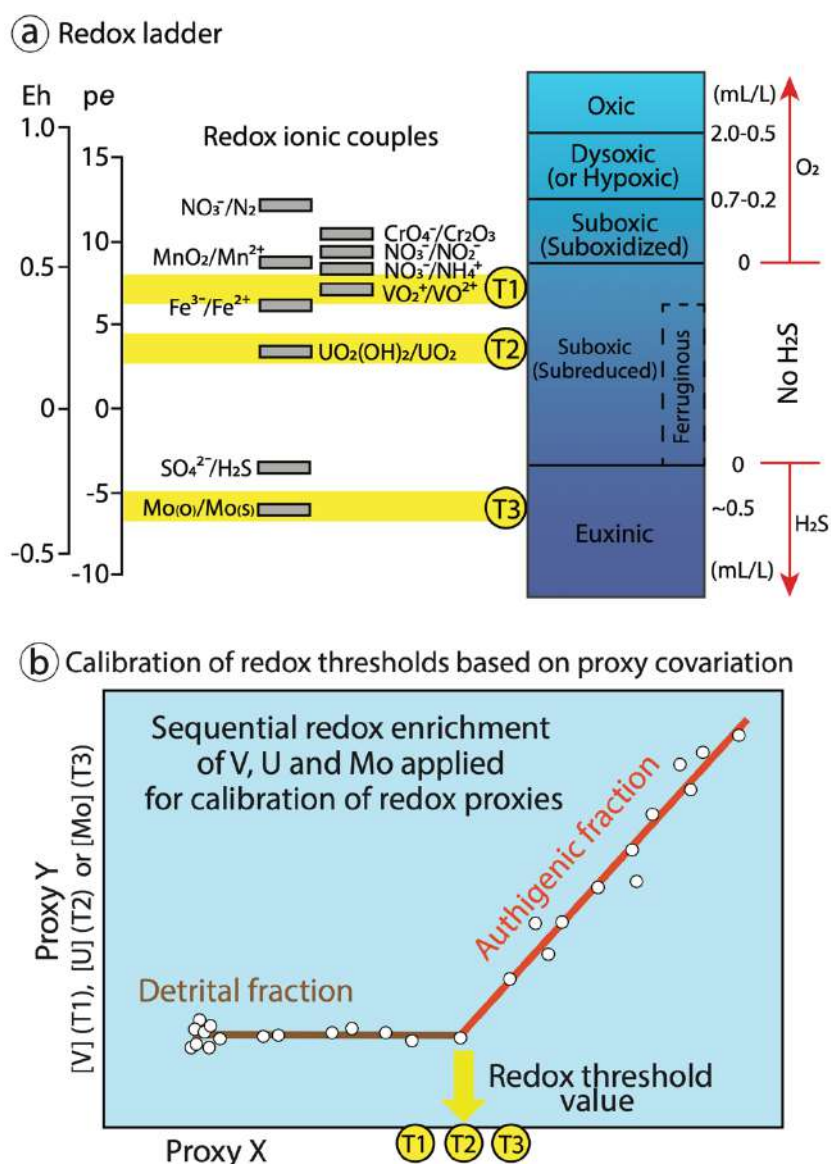 a Redox ladder
Eh pe
Redox ionic couples
1.0
0.5
0
-0.5
15
10
5
0
-5
-10
NO₃⁻/N₂
CrO₄⁻/Cr₂O₃
NO₃⁻/NO₂⁻
MnO₂/Mn²⁺
NO₃⁻/NH₄⁺
VO₂⁺/VO²⁺
T1
Fe³⁻/Fe²⁺
UO₂(OH)₂/UO₂
T2
SO₄²⁻/H₂S
Mo(O)/Mo(S)
T3
Oxic
Dysoxic
(or Hypoxic)
Suboxic
(Suboxidized)
Suboxic
(Subreduced)
Ferruginous
Euxinic
(mL/L)
2.0-0.5
0.7-0.2
0
0
~0.5
(mL/L)
O₂
No H₂S
H₂S
b Calibration of redox thresholds based on proxy covariation
Sequential redox enrichment
of V, U and Mo applied
for calibration of redox proxies
Proxy Y
[V] (T1), [U] (T2) or [Mo] (T3)
Authigenic fraction
Detrital fraction
Redox threshold
value
Proxy X
T1 T2 T3